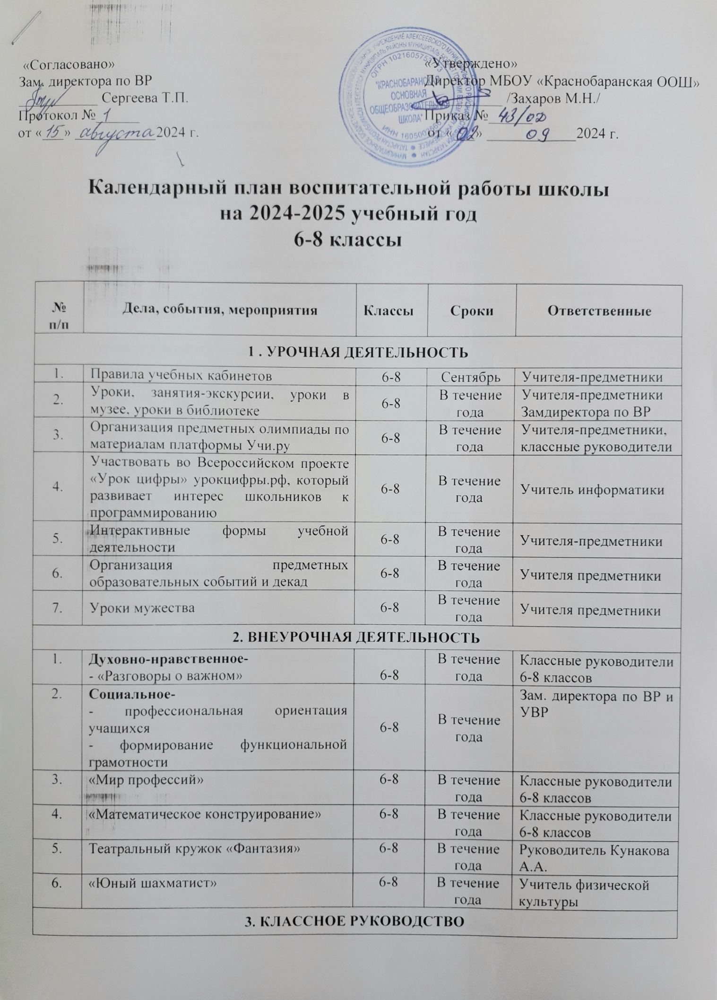 «Согласовано»
Зам. директора по ВР
Сергеева Т.П.
Протокол № 1
от «15» августа 2024 г.
«Утверждено»
Директор МБОУ «Краснобаранская ООШ»
/Захаров М.Н./
Приказ № 43/од
от «02» 09 2024 г.
"КРАСНОБАРАНСКАЯ
ОСНОВНАЯ
ОБЩЕОБРАЗОВАТЕЛЬНАЯ
ШКОЛА"
Календарный план воспитательной работы школы
на 2024-2025 учебный год
6-8 классы
№ Дела, события, мероприятия Классы Сроки Ответственные
п/п
1 . УРОЧНАЯ ДЕЯТЕЛЬНОСТЬ
1. Правила учебных кабинетов 6-8 Сентябрь Учителя-предметники
2. Уроки, занятия-экскурсии, уроки в 6-8 В течение Учителя-предметники
музее, уроки в библиотеке года Замдиректора по ВР
3. Организация предметных олимпиады по 6-8 В течение Учителя-предметники,
материалам платформы Учи.ру года классные руководители
4. Участвовать во Всероссийском проекте
«Урок цифры» урокцифры.рф, который 6-8 В течение Учитель информатики
развивает интерес школьников к года
программированию
5. Интерактивные формы учебной 6-8 В течение Учителя-предметники
деятельности года
6. Организация предметных 6-8 В течение Учителя предметники
образовательных событий и декад года
7. Уроки мужества 6-8 В течение Учителя предметники
года
2. ВНЕУРОЧНАЯ ДЕЯТЕЛЬНОСТЬ
1. Духовно-нравственное- В течение Классные руководители
- «Разговоры о важном» 6-8 года 6-8 классов
2. Социальное- Зам. директора по ВР и
- профессиональная ориентация УВР
учащихся 6-8 В течение
- формирование функциональной года
грамотности
3. «Мир профессий» 6-8 В течение Классные руководители
года 6-8 классов
4. «Математическое конструирование» 6-8 В течение Классные руководители
года 6-8 классов
5. Театральный кружок «Фантазия» 6-8 В течение Руководитель Кунакова
года А.А.
6. «Юный шахматист» 6-8 В течение Учитель физической
года культуры
3. КЛАССНОЕ РУКОВОДСТВО